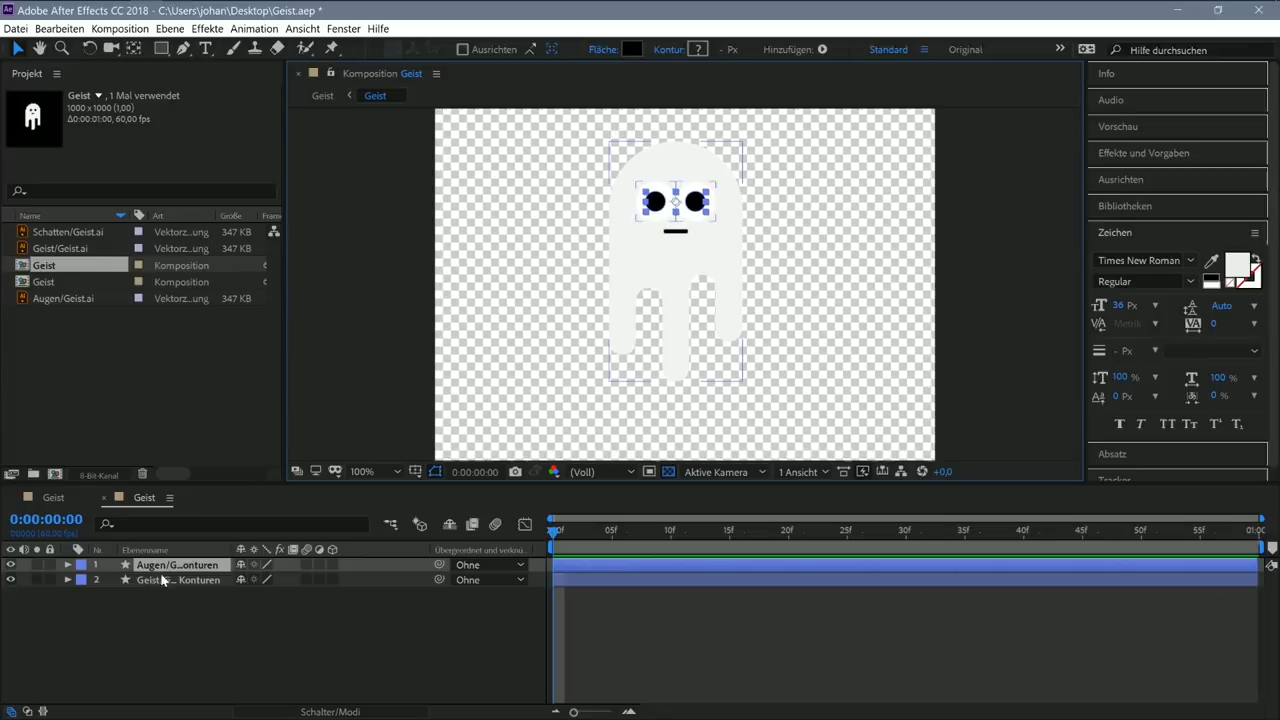 Adobe After Effects CC 2018 - C:\Users\johan\Desktop\Geist.aep *
Datei Bearbeiten Komposition Ebene Effekte Animation Ansicht Fenster Hilfe
Ausrichten Fläche: Kontur: ? - Px Hinzufügen: Standard Original Hilfe durchsuchen
Projekt
Geist , 1 Mal verwendet
1000 x 1000 (1,00)
Δ0:00:01:00, 60,00 fps
Name Art Größe Frame
Schatten/Geist.ai Vektorz...ung 347 KB
Geist/Geist.ai Vektorz...ung 347 KB
Geist Komposition
Geist Komposition
Augen/Geist.ai Vektorz...ung 347 KB
8-Bit-Kanal
Komposition Geist
Geist Geist
100% 0:00:00:00 (Voll) Aktive Kamera 1 Ansicht +0,0
Info
Audio
Vorschau
Effekte und Vorgaben
Ausrichten
Bibliotheken
Zeichen
Times New Roman
Regular
36 Px Auto
Metrik 0
- Px
100 % 100 %
0 Px 0 %
Absatz
Tracker
Geist Geist
0:00:00:00
00000 (60,00 fps)
Nr. Ebenenname Übergeordnet und verknü...
1 Augen/G...onturen Ohne
2 Geist/G... Konturen Ohne
05f 10f 15f 20f 25f 30f 35f 40f 45f 50f 55f 01:00
Schalter/Modi